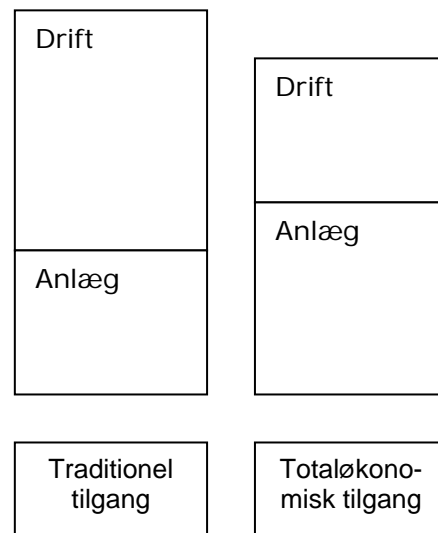 Drift
Anlæg
Drift
Anlæg
Traditionel
tilgang
Totaløkono-
misk tilgang